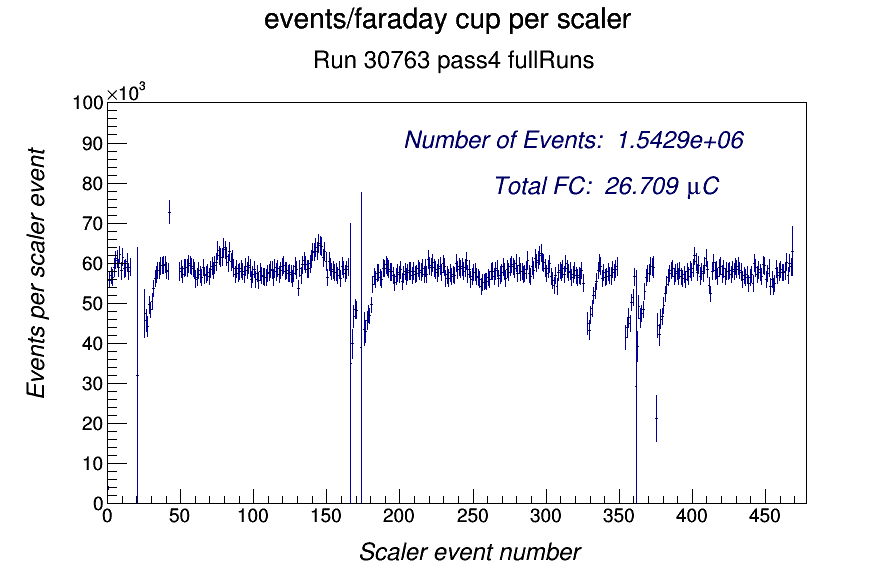 events/faraday cup per scaler
Run 30763 pass4 fullRuns
×10³
100
90
80
70
60
50
40
30
20
10
0
Events per scaler event
Number of Events: 1.5429e+06
Total FC: 26.709 μC
0 50 100 150 200 250 300 350 400 450
Scaler event number